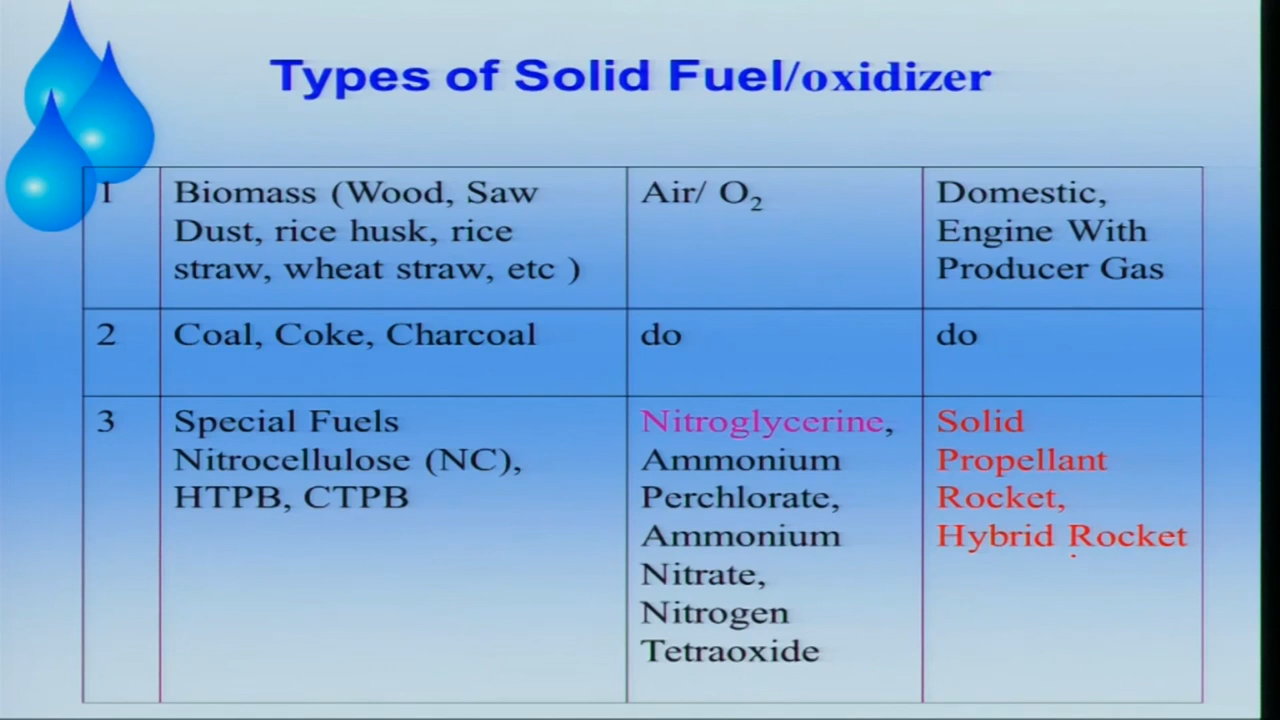 Types of Solid Fuel/oxidizer
1
Biomass (Wood, Saw
Dust, rice husk, rice
straw, wheat straw, etc )
Air/ O2
Domestic,
Engine With
Producer Gas
2
Coal, Coke, Charcoal
do
do
3
Special Fuels
Nitrocellulose (NC),
HTPB, CTPB
Nitroglycerine,
Ammonium
Perchlorate,
Ammonium
Nitrate,
Nitrogen
Tetraoxide
Solid
Propellant
Rocket,
Hybrid Rocket